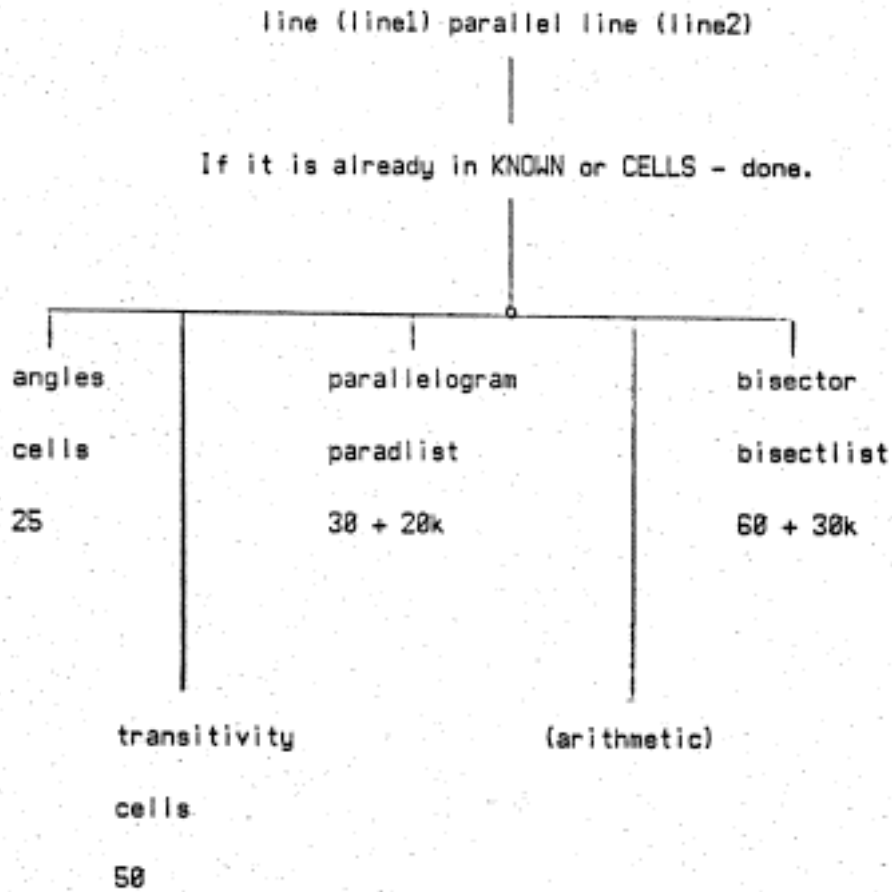 line (line1) parallel line (line2)
If it is already in KNOWN or CELLS - done.
angles
cells
25
parallelogram
paradlist
30 + 20k
bisector
bisectlist
60 + 30k
transitivity
cells
50
(arithmetic)